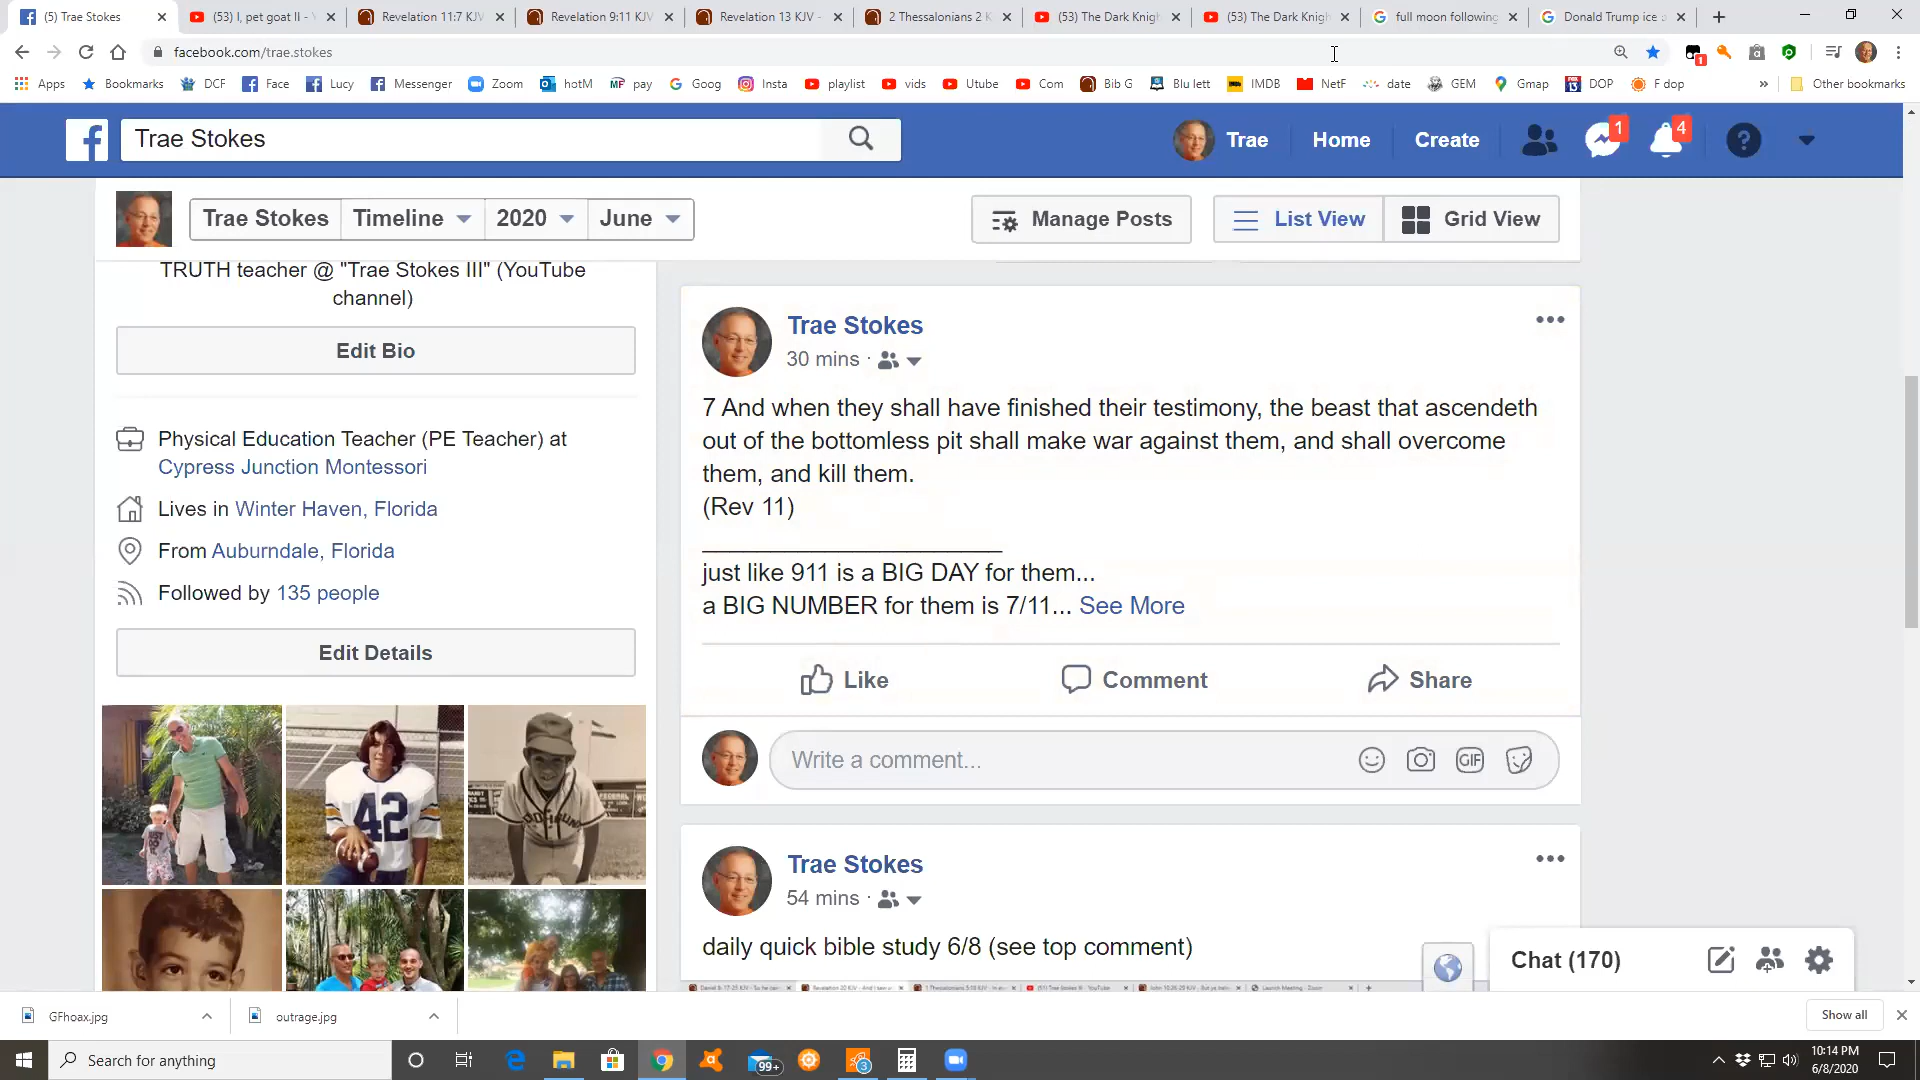 (5) Trae Stokes
(53) I, pet goat II -
Revelation 11:7 KJV
Revelation 9:11 KJV
Revelation 13 KJV -
2 Thessalonians 2 K
(53) The Dark Knigh
(53) The Dark Knigh
full moon following
Donald Trump ice
facebook.com/trae.stokes
Apps
Bookmarks
DCF
Face
Lucy
Messenger
Zoom
hotM
MF pay
Goog
Insta
playlist
vids
Utube
Com
Bib G
Blu lett
IMDB
NetF
date
GEM
Gmap
DOP
F dop
»
Other bookmarks
Trae Stokes
Trae
Home
Create
1
4
Trae Stokes
Timeline
2020
June
Manage Posts
List View
Grid View
TRUTH teacher @ "Trae Stokes III" (YouTube
channel)
Edit Bio
Physical Education Teacher (PE Teacher) at
Cypress Junction Montessori
Lives in Winter Haven, Florida
From Auburndale, Florida
Followed by 135 people
Edit Details
42
Trae Stokes
30 mins ·
7 And when they shall have finished their testimony, the beast that ascendeth
out of the bottomless pit shall make war against them, and shall overcome
them, and kill them.
(Rev 11)
just like 911 is a BIG DAY for them...
a BIG NUMBER for them is 7/11... See More
Like
Comment
Share
Write a comment...
GIF
Trae Stokes
54 mins ·
daily quick bible study 6/8 (see top comment)
Chat (170)
GFhoax.jpg
outrage.jpg
Show all
Search for anything
99+
3
10:14 PM
6/8/2020